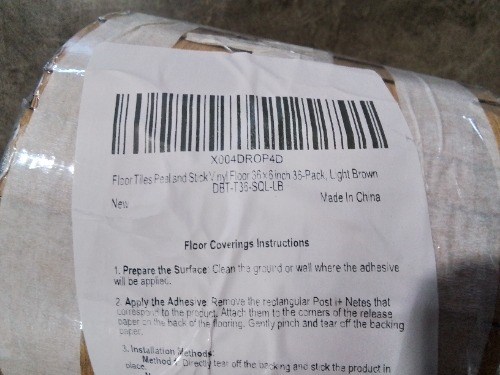 X004DROP4D
Floor Tiles Peel and Stick Vinyl Floor 36 x 6 inch 36-Pack, Light Brown
DBT-T36-SQL-LB
New
Made In China
Floor Coverings Instructions
1. Prepare the Surface: Clean the ground or wall where the adhesive
will be applied.
2. Apply the Adhesive: Remove the rectangular Post it Notes that
correspond to the product. Attach them to the corners of the release
paper on the back of the flooring. Gently pinch and tear off the backing
paper.
3. Installation Methods:
Method Directly tear off the backing and stick the product in
place.